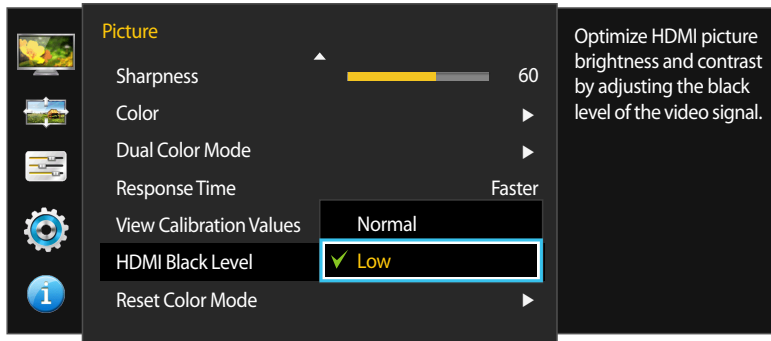 Picture
Sharpness 60
Color
Dual Color Mode
Response Time Faster
View Calibration Values Normal
HDMI Black Level Low
Reset Color Mode
Optimize HDMI picture
brightness and contrast
by adjusting the black
level of the video signal.